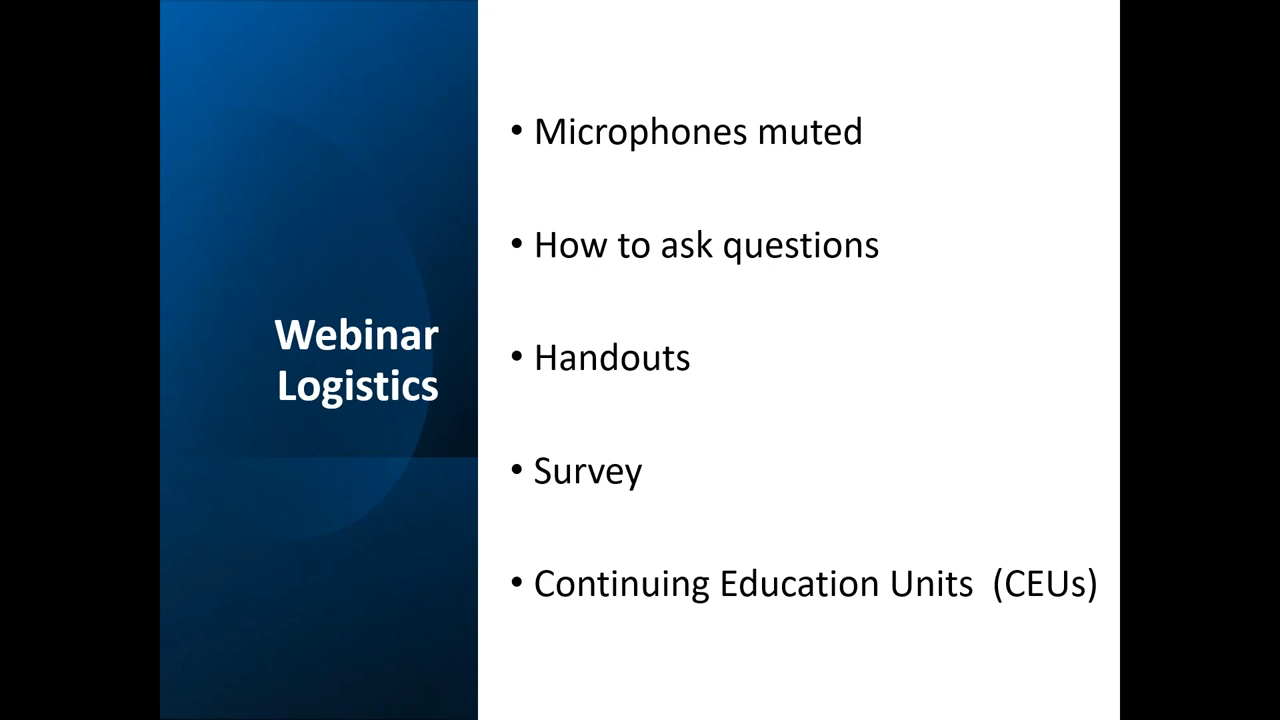 Webinar
Logistics
• Microphones muted
• How to ask questions
• Handouts
• Survey
• Continuing Education Units  (CEUs)